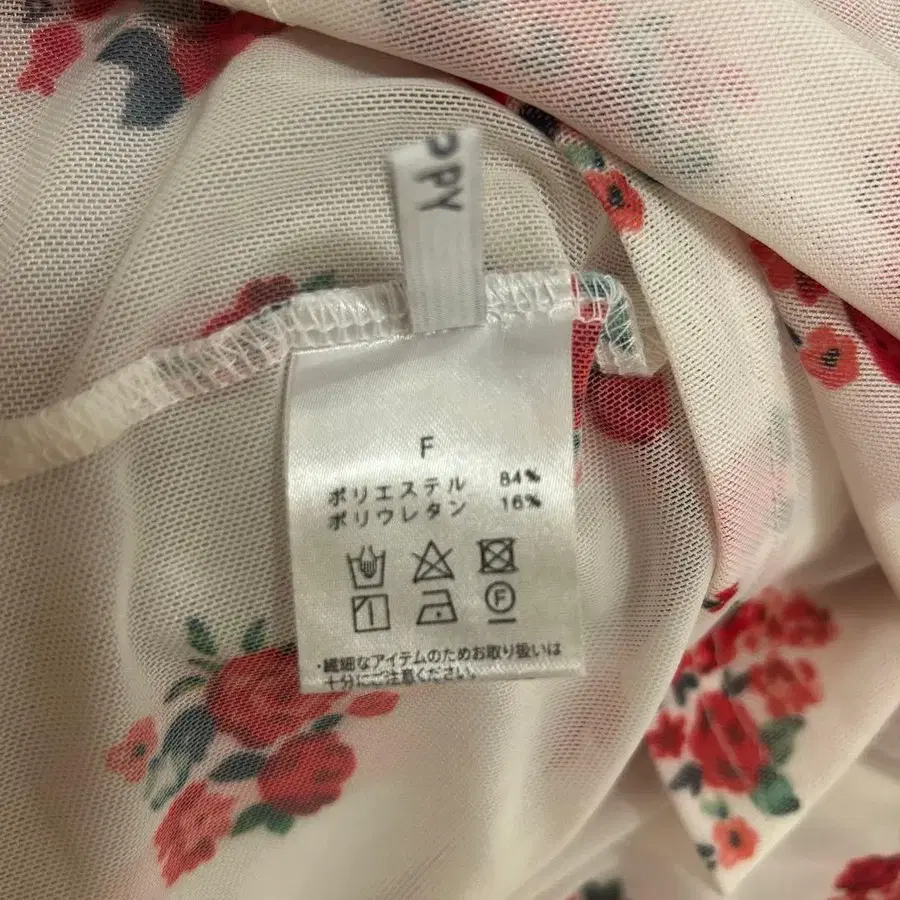 ppy
F
ポリエステル 84%
ポリウレタン 16%
F
・繊細なアイテムのためお取り扱いは
十分にご注意ください。